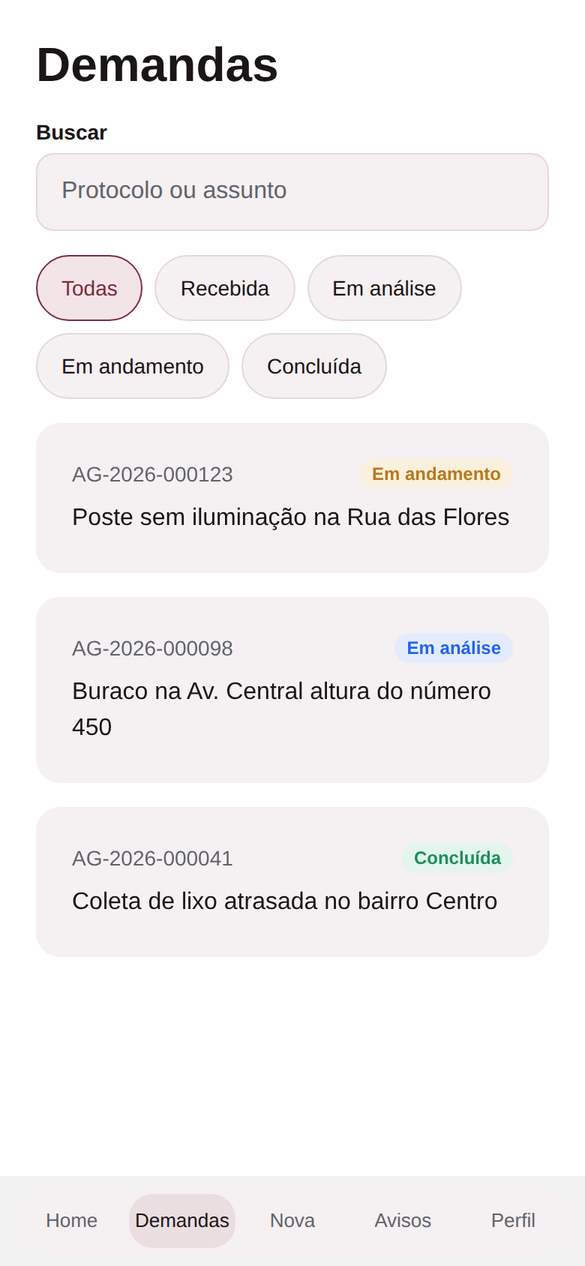 Demandas
Buscar
Protocolo ou assunto
Todas
Recebida
Em análise
Em andamento
Concluída
AG-2026-000123
Em andamento
Poste sem iluminação na Rua das Flores
AG-2026-000098
Em análise
Buraco na Av. Central altura do número
450
AG-2026-000041
Concluída
Coleta de lixo atrasada no bairro Centro
Home
Demandas
Nova
Avisos
Perfil